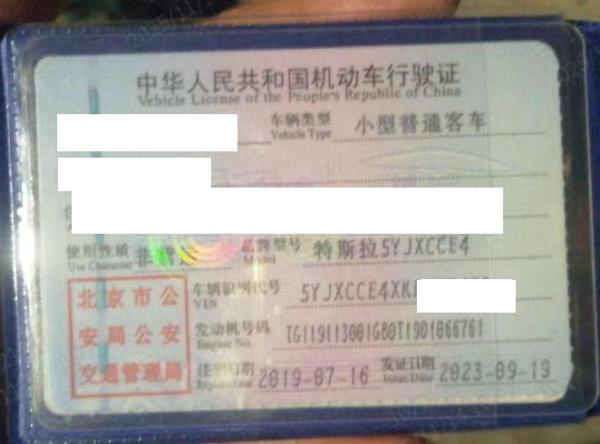 中华人民共和国机动车行驶证
Vehicle License of the People's Republic of China
车辆类型 小型普通客车
Vehicle Type
使用性质 非营 品牌型号 特斯拉5YJXCCE4
Use Character Model
北京市公
安局公安
交通管理局
车辆识别代号 5YJXCCE4XK
VIN
发动机号码 TG119113001GB0T19D1066761
Engine No.
注册日期 2019-07-16 发证日期 2023-09-19
Register Date Issue Date